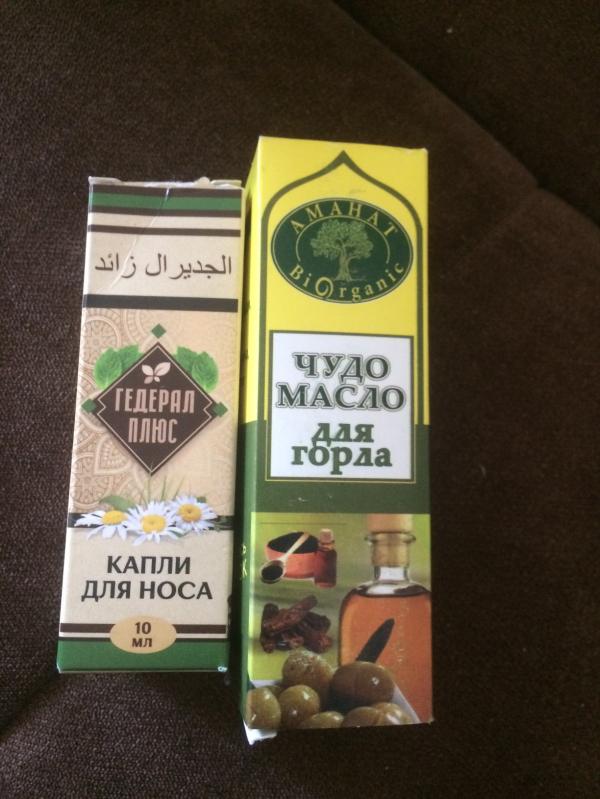 الجديرال زائد
ГЕДЕРАЛ
ПЛЮС
КАПЛИ
ДЛЯ НОСА
10
МЛ
АМАНАТ
BiOrganic
ЧУДО
МАСЛО
для
горла